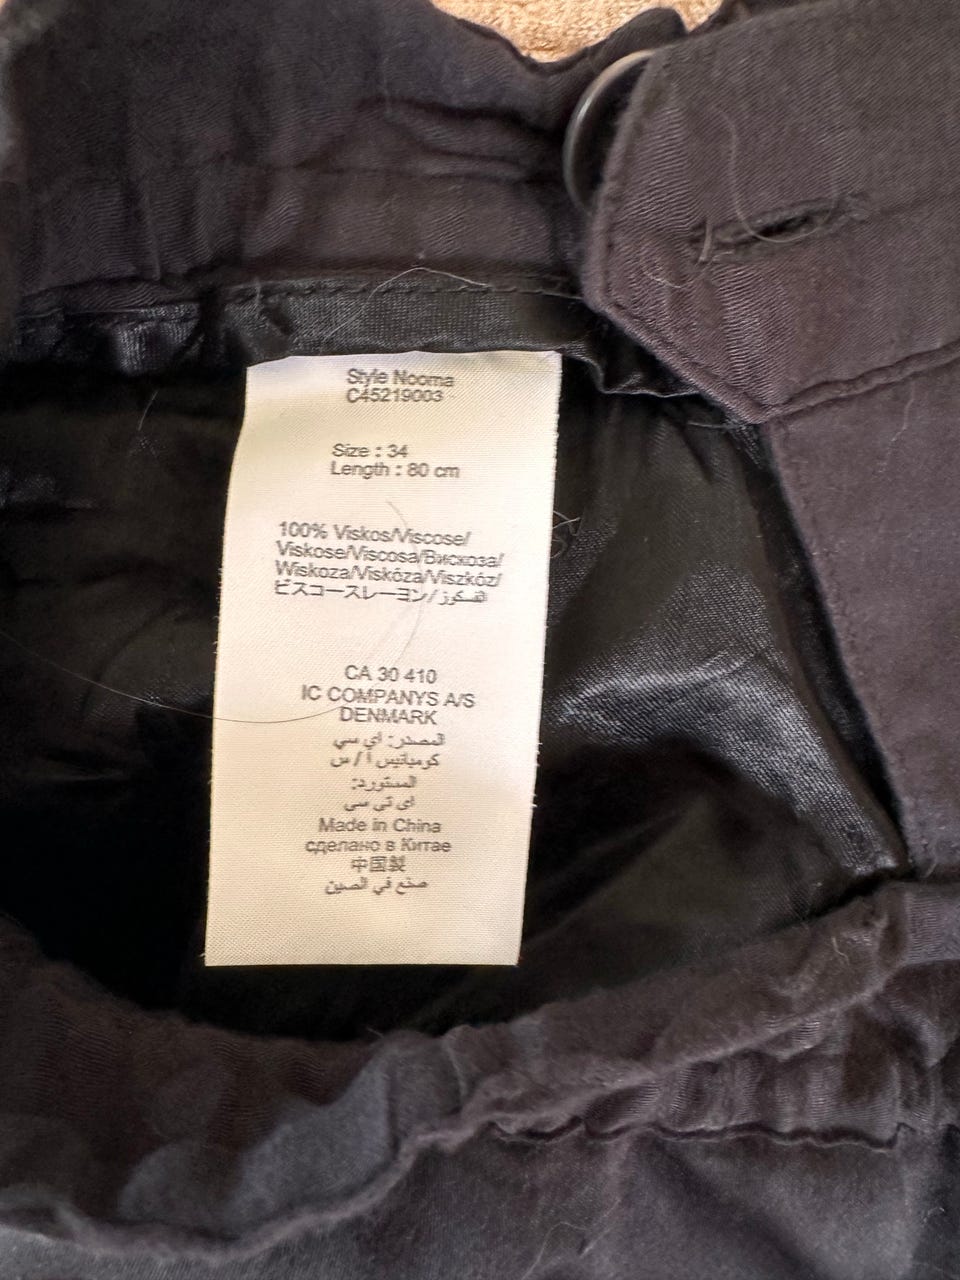 Style Nooma
C45219003
Size : 34
Length : 80 cm
100% Viskos/Viscose/
Viskose/Viscosa/Вискоза/
Wiskoza/Viskóza/Viszkóz/
ビスコースレーヨン/الفسكوز
CA 30 410
IC COMPANYS A/S
DENMARK
المصدر: اي سي
كومبانيس ا / س
المستورد:
اي تي سي
Made in China
сделано в Китае
中国製
صنع في الصين